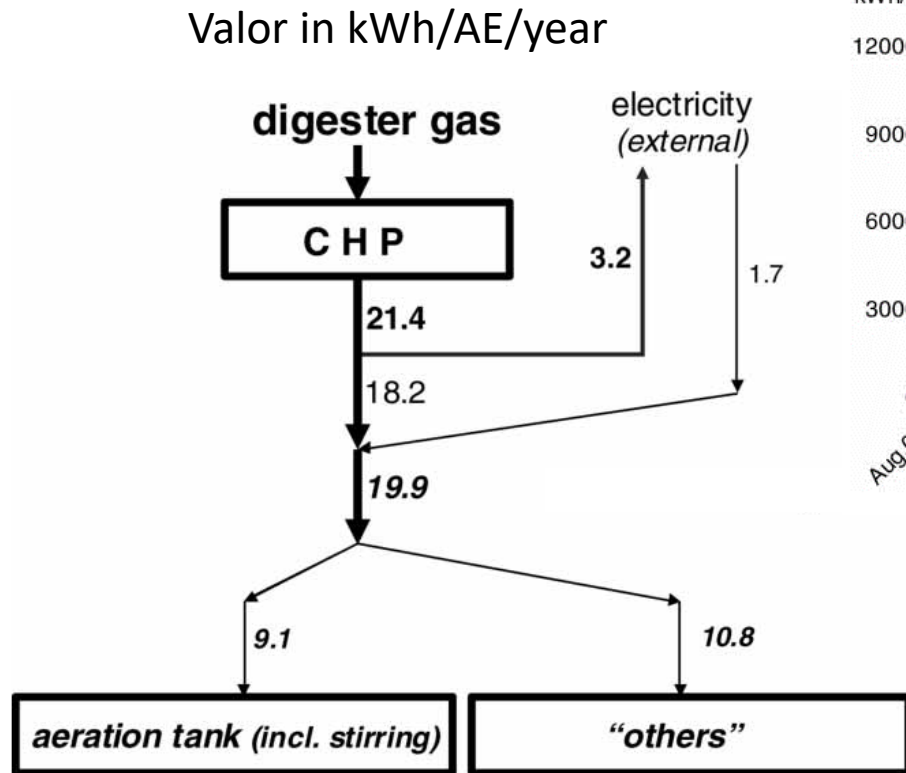 Valor in kWh/AE/year
digester gas
electricity
(external)
C H P
3.2
1.7
21.4
18.2
19.9
9.1
10.8
aeration tank (incl. stirring)
“others”